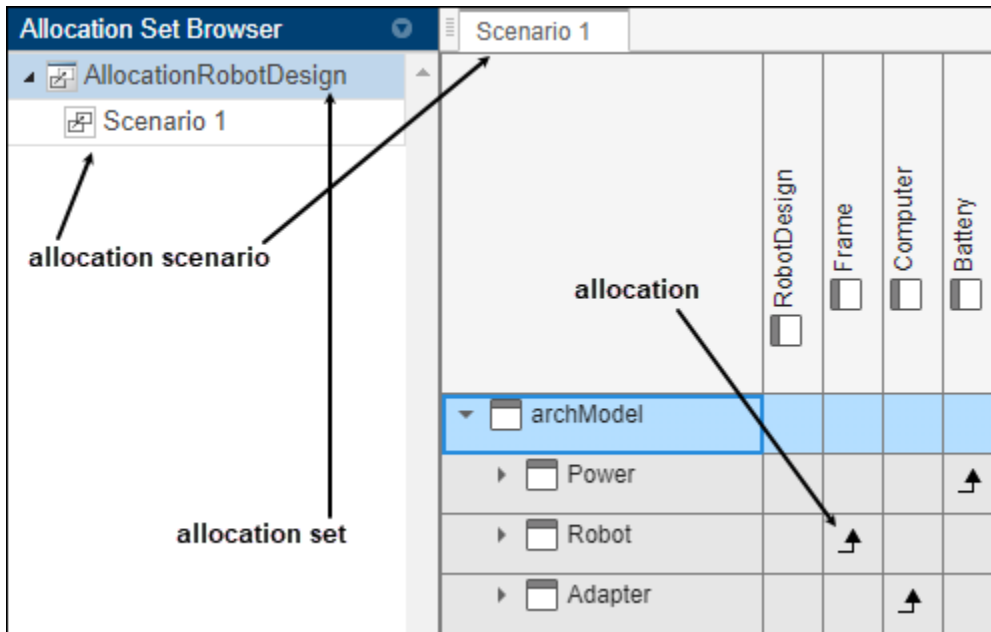 Allocation Set Browser
AllocationRobotDesign
Scenario 1
allocation scenario
allocation set
Scenario 1
allocation
RobotDesign
Frame
Computer
Battery
archModel
Power
Robot
Adapter